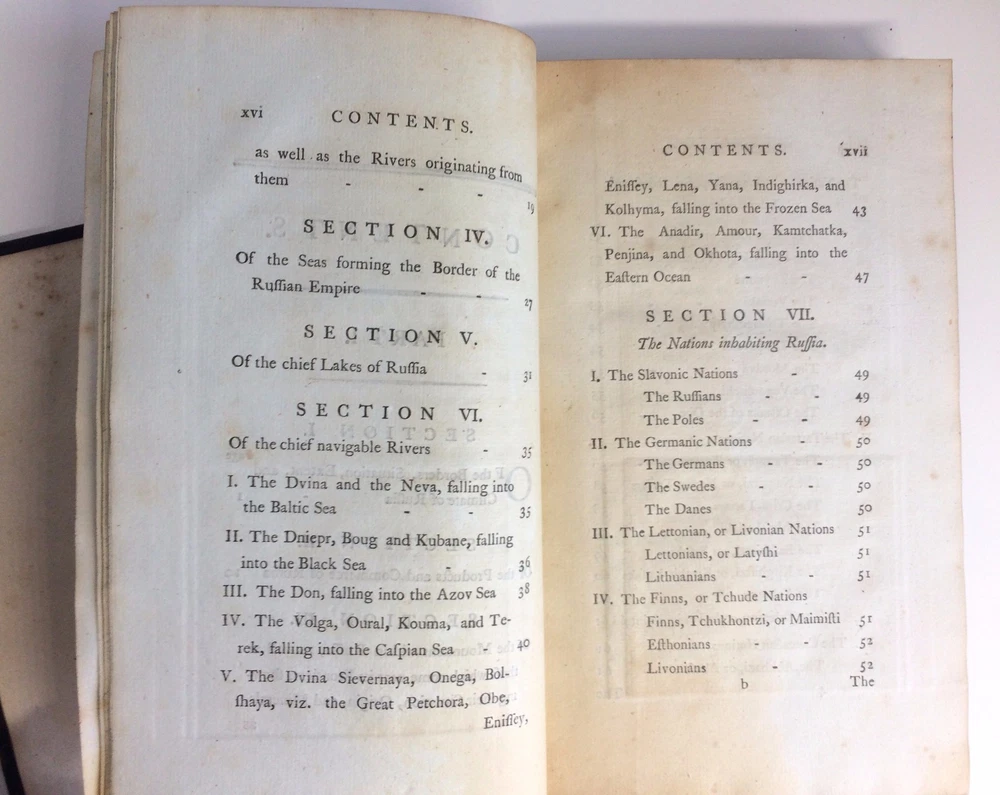 xvi CONTENTS.
as well as the Rivers originating from
them - - - 19
SECTION IV.
Of the Seas forming the Border of the
Ruſſian Empire - - 27
SECTION V.
Of the chief Lakes of Ruſſia - 31
SECTION VI.
Of the chief navigable Rivers - 35
I. The Dvina and the Neva, falling into
the Baltic Sea - - 35
II. The Dniepr, Boug and Kubane, falling
into the Black Sea - 36
III. The Don, falling into the Azov Sea 38
IV. The Volga, Oural, Kouma, and Te-
rek, falling into the Caſpian Sea - 40
V. The Dvina Sievernaya, Onega, Bol-
ſhaya, viz. the Great Petchora, Obe,
Eniſſey,
CONTENTS. xvii
Eniſſey, Lena, Yana, Indighirka, and
Kolhyma, falling into the Frozen Sea 43
VI. The Anadir, Amour, Kamtchatka,
Penjina, and Okhota, falling into the
Eaſtern Ocean - - 47
SECTION VII.
The Nations inhabiting Ruſſia.
I. The Slavonic Nations - 49
The Ruſſians - - 49
The Poles - - 49
II. The Germanic Nations - 50
The Germans - - 50
The Swedes - - 50
The Danes - - 50
III. The Lettonian, or Livonian Nations 51
Lettonians, or Latyſhi - 51
Lithuanians - - 51
IV. The Finns, or Tchude Nations
Finns, Tchukhontzi, or Maimiſti 51
Eſthonians - - 52
Livonians - 52
b The